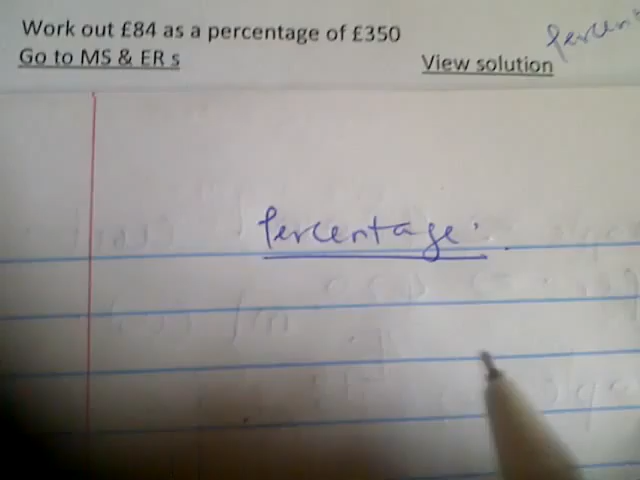 Work out £84 as a percentage of £350
Go to MS & ER s
View solution
Percentage: